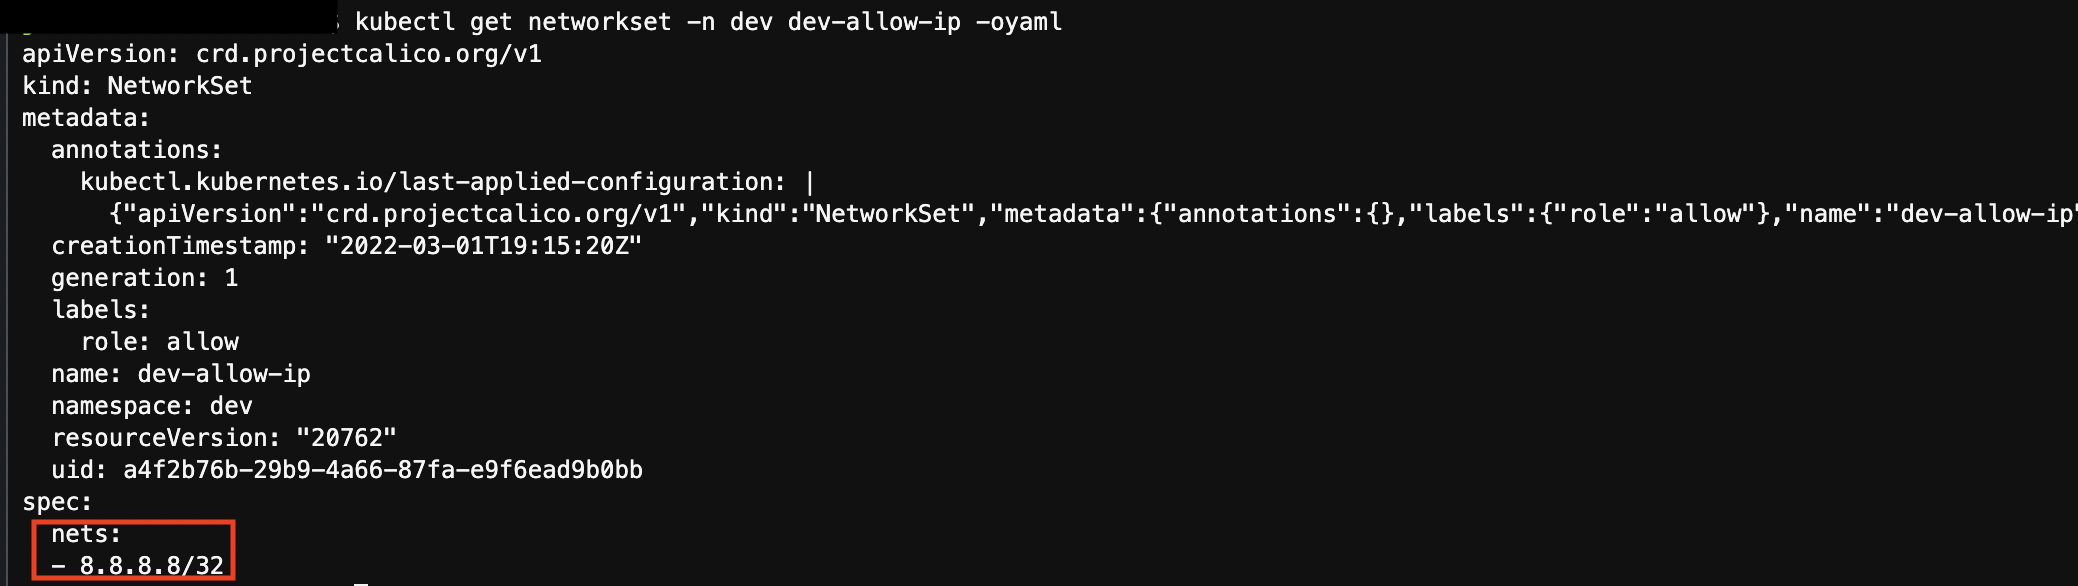 kubectl get networkset -n dev dev-allow-ip -oyaml
apiVersion: crd.projectcalico.org/v1
kind: NetworkSet
metadata:
  annotations:
    kubectl.kubernetes.io/last-applied-configuration: |
      {"apiVersion":"crd.projectcalico.org/v1","kind":"NetworkSet","metadata":{"annotations":{},"labels":{"role":"allow"},"name":"dev-allow-ip"
  creationTimestamp: "2022-03-01T19:15:20Z"
  generation: 1
  labels:
    role: allow
  name: dev-allow-ip
  namespace: dev
  resourceVersion: "20762"
  uid: a4f2b76b-29b9-4a66-87fa-e9f6ead9b0bb
spec:
  nets:
  - 8.8.8.8/32